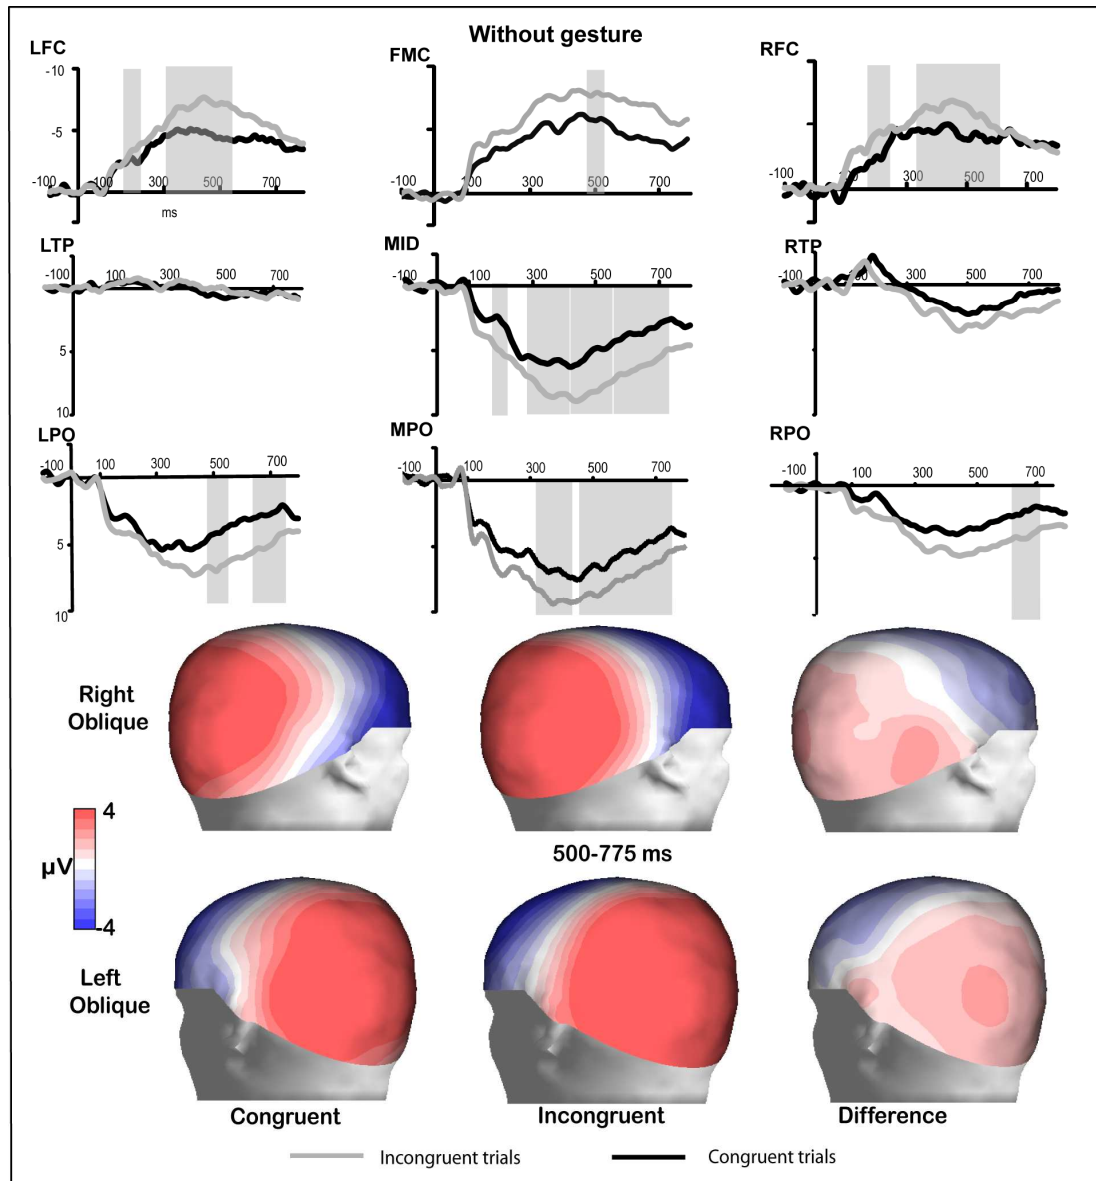 Without gesture
LFC
FMC
RFC
-10
-5
-100 100 300 500 700
ms
-100 100 300 500 700
-100 100 300 500 700
LTP
MID
RTP
-100 100 300 500 700
5
10
-100 100 300 500 700
-100 100 300 500 700
LPO
MPO
RPO
-100 100 300 500 700
5
10
-100 100 300 500 700
-100 100 300 500 700
Right
Oblique
4
µV
-4
500-775 ms
Left
Oblique
Congruent
Incongruent
Difference
Incongruent trials
Congruent trials